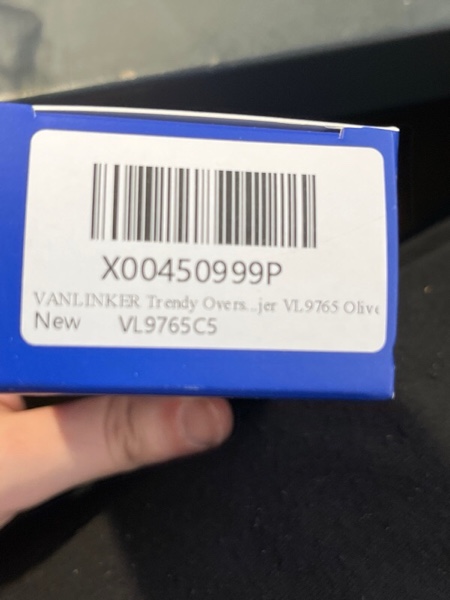 X00450999P
VANLINKER Trendy Overs...jer VL9765 Olive
New VL9765C5